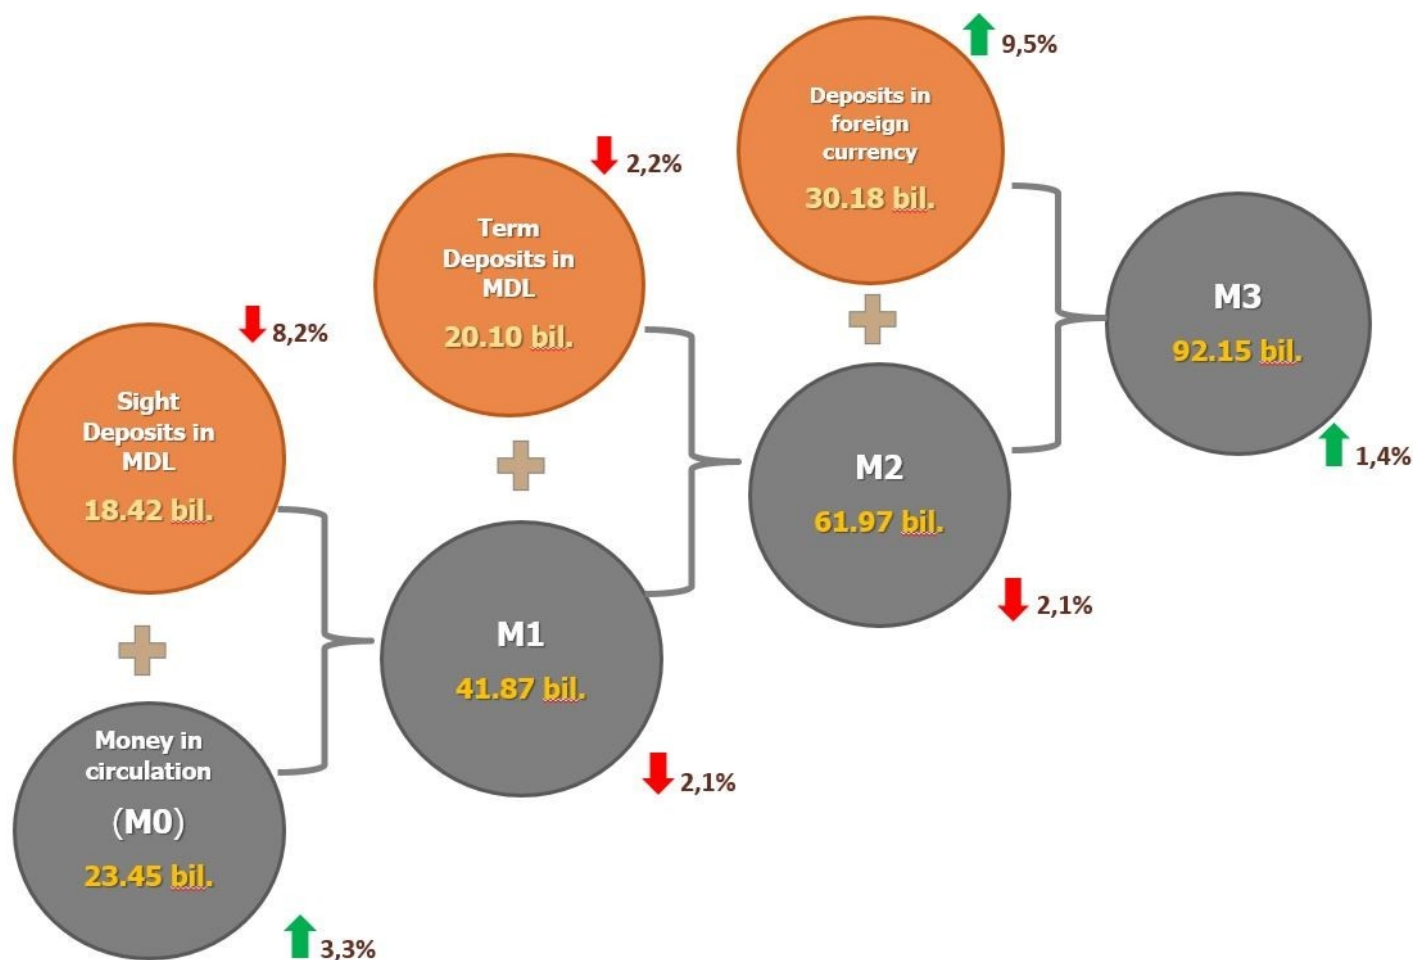 Sight
Deposits in
MDL
18.42 bil.
8,2%
Money in
circulation
(M0)
23.45 bil.
3,3%
Term
Deposits in
MDL
20.10 bil.
2,2%
M1
41.87 bil.
2,1%
Deposits in
foreign
currency
30.18 bil.
9,5%
M2
61.97 bil.
2,1%
M3
92.15 bil.
1,4%